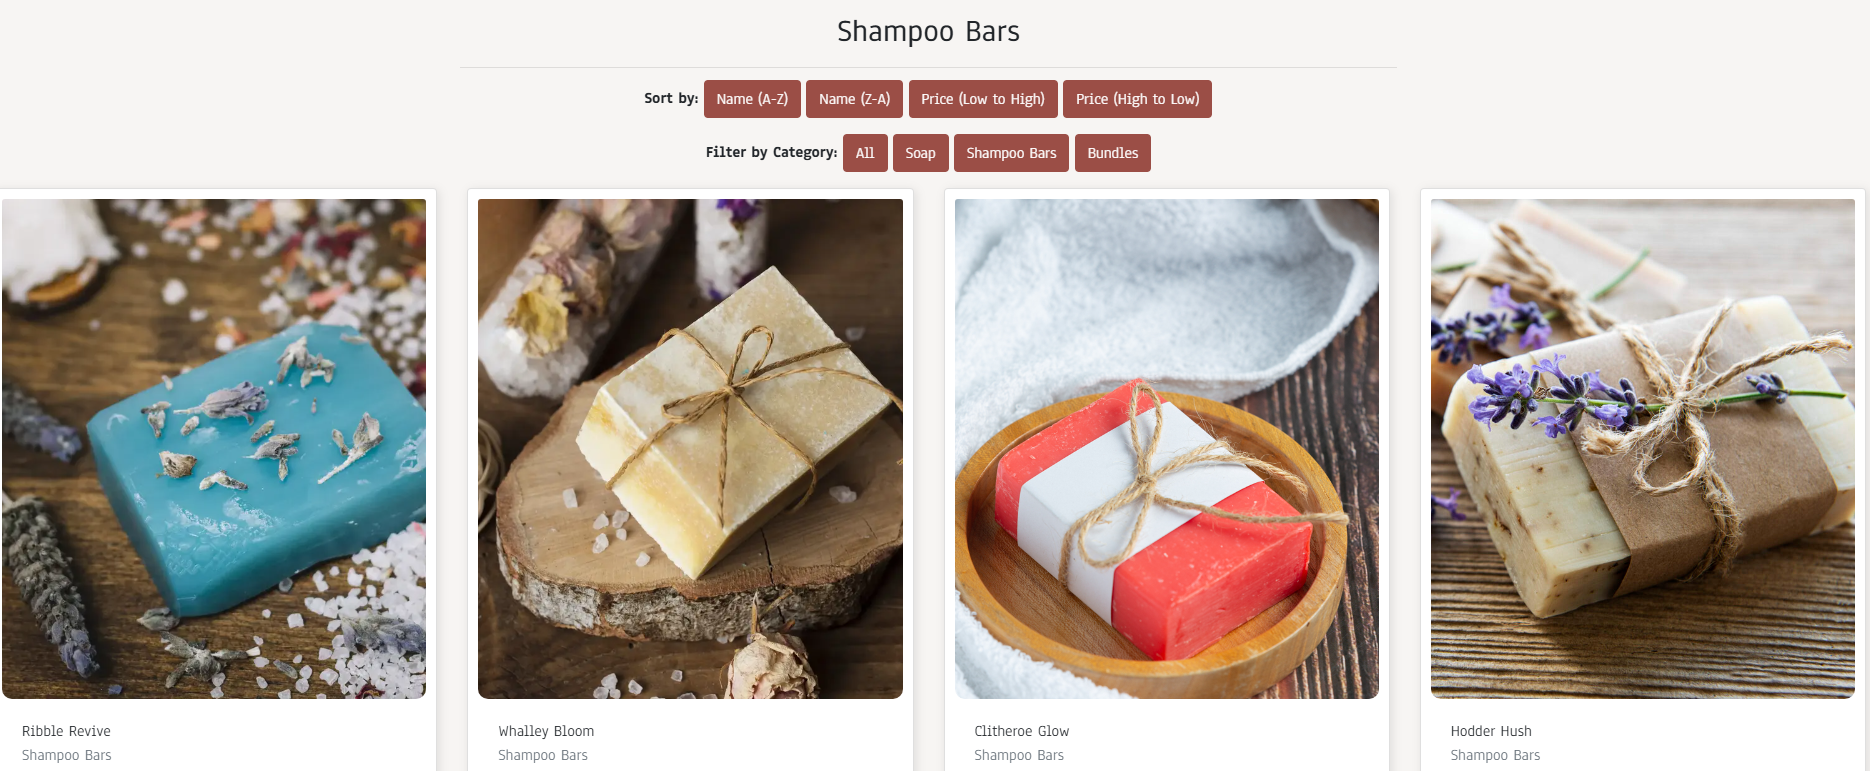 Shampoo Bars
Sort by: Name (A-Z) Name (Z-A) Price (Low to High) Price (High to Low)
Filter by Category: All Soap Shampoo Bars Bundles
Ribble Revive
Shampoo Bars
Whalley Bloom
Shampoo Bars
Clitheroe Glow
Shampoo Bars
Hodder Hush
Shampoo Bars